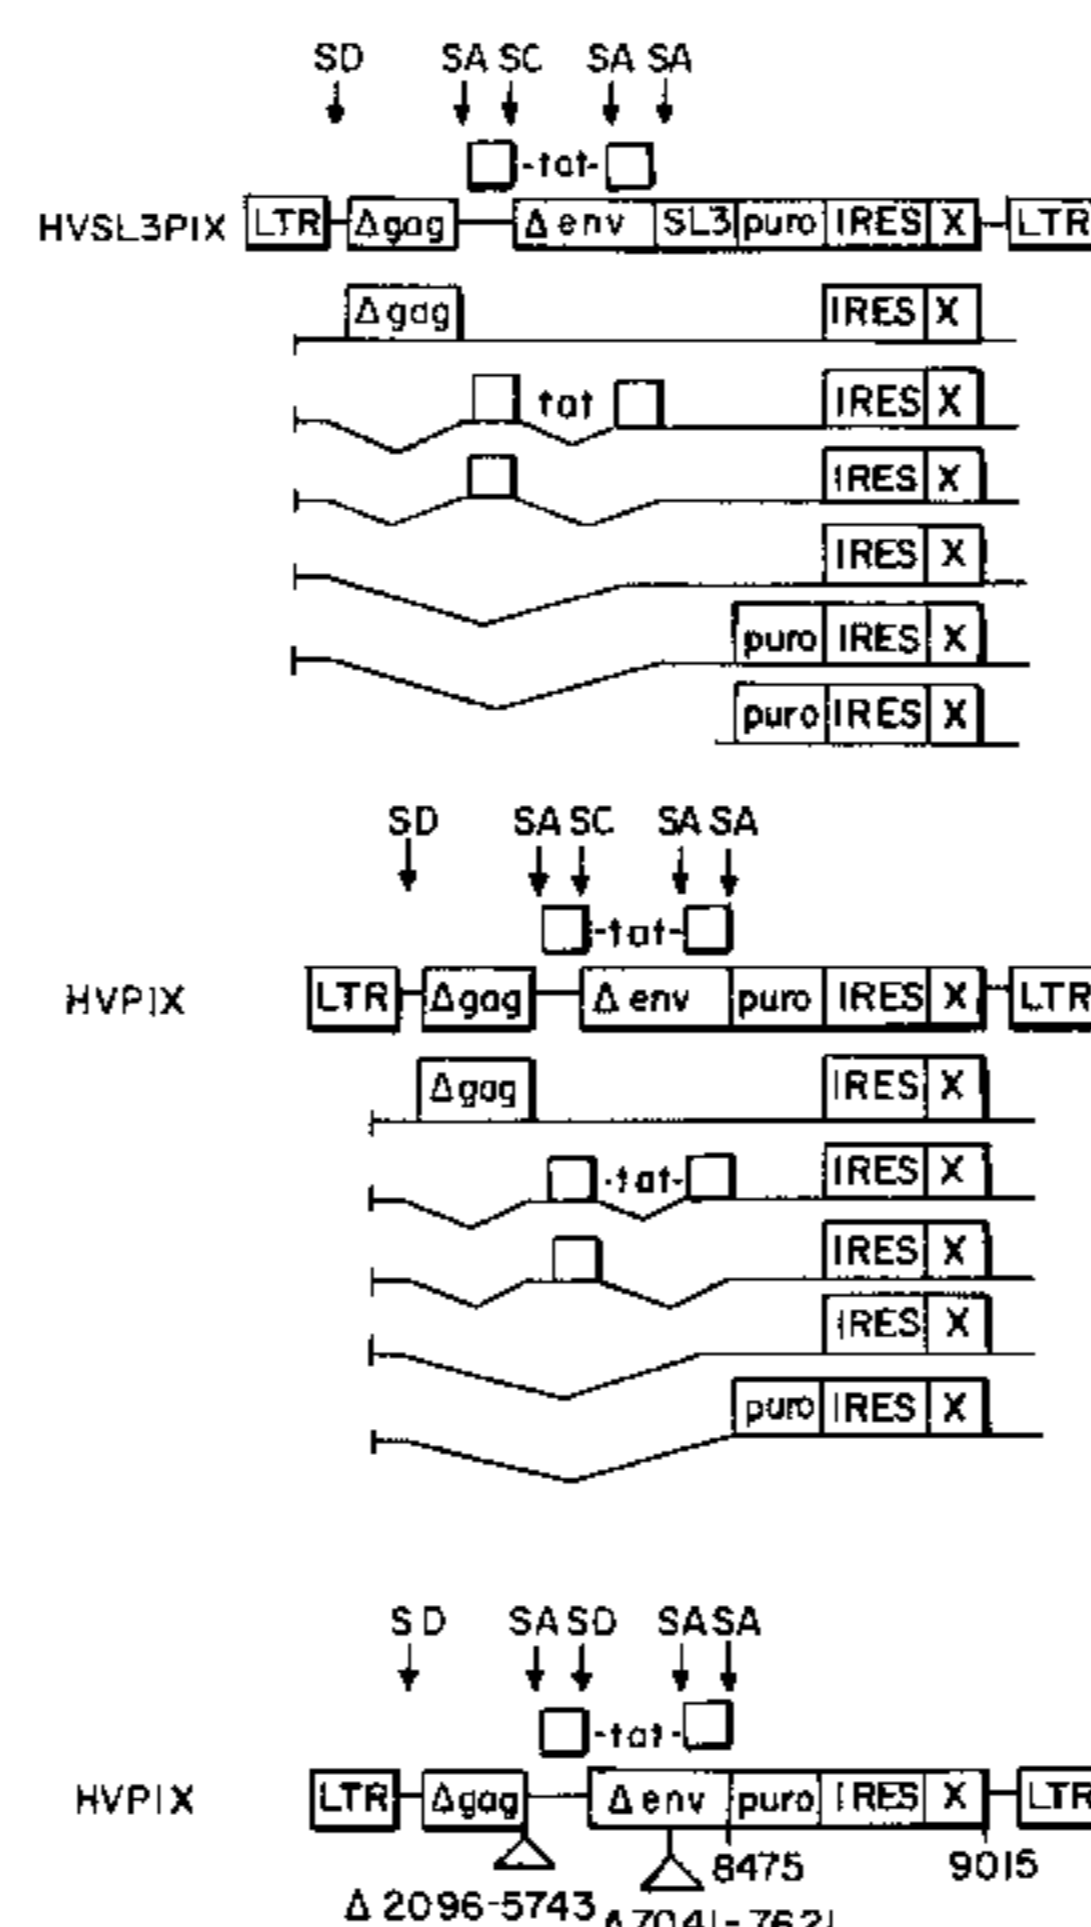 SD SA SC SA SA
-tat-
HVSL3PIX LTR Δgag Δ env SL3 puro IRES X LTR
Δgag IRES X
tat IRES X
IRES X
IRES X
puro IRES X
puro IRES X
SD SA SC SA SA
-tat-
HVPIX LTR Δgag Δ env puro IRES X LTR
Δgag IRES X
-tat- IRES X
IRES X
IRES X
puro IRES X
SD SA SD SA SA
-tat-
HVPIX LTR Δgag Δ env puro IRES X LTR
8475 9015
Δ 2096-5743 Δ7041-7621